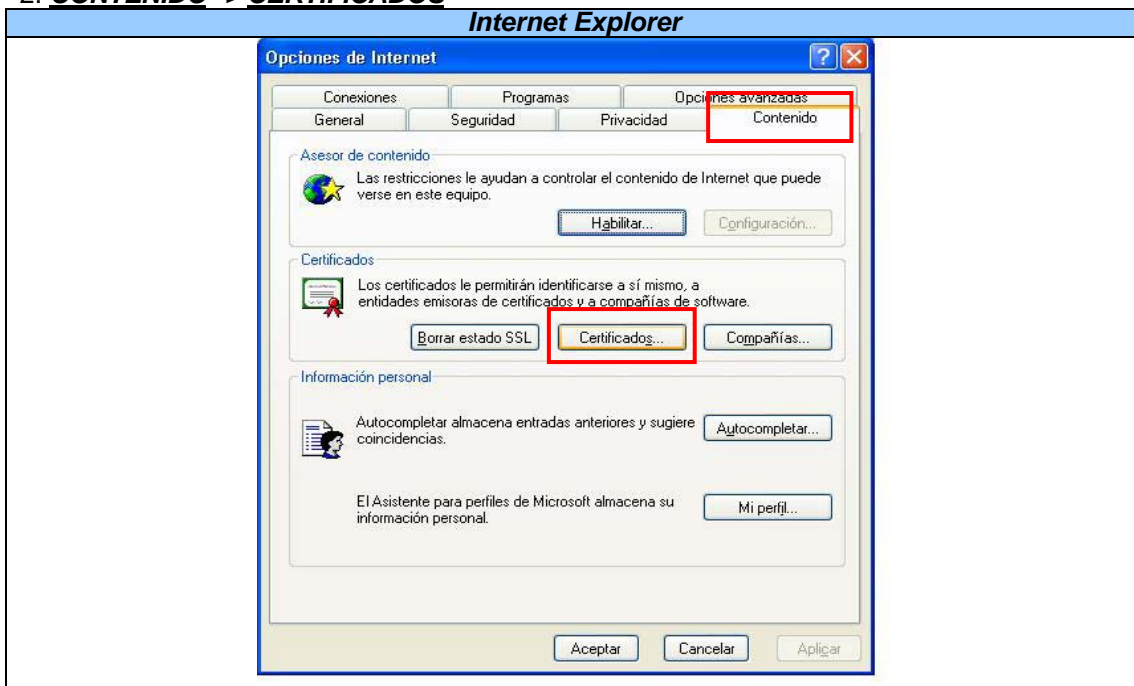 2. CONTENIDO -> CERTIFICADOS
Internet Explorer
Opciones de Internet
Conexiones Programas Opciones avanzadas
General Seguridad Privacidad Contenido
Asesor de contenido
Las restricciones le ayudan a controlar el contenido de Internet que puede
verse en este equipo.
Habilitar... Configuración...
Certificados
Los certificados le permitirán identificarse a sí mismo, a
entidades emisoras de certificados y a compañías de software.
Borrar estado SSL Certificados... Compañías...
Información personal
Autocompletar almacena entradas anteriores y sugiere
coincidencias.
Autocompletar...
El Asistente para perfiles de Microsoft almacena su
información personal.
Mi perfil...
Aceptar Cancelar Aplicar